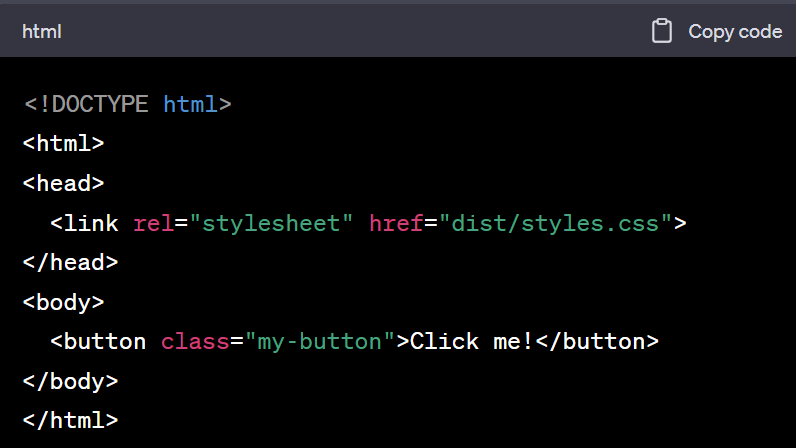 html
Copy code
<!DOCTYPE html>
<html>
<head>
  <link rel="stylesheet" href="dist/styles.css">
</head>
<body>
  <button class="my-button">Click me!</button>
</body>
</html>